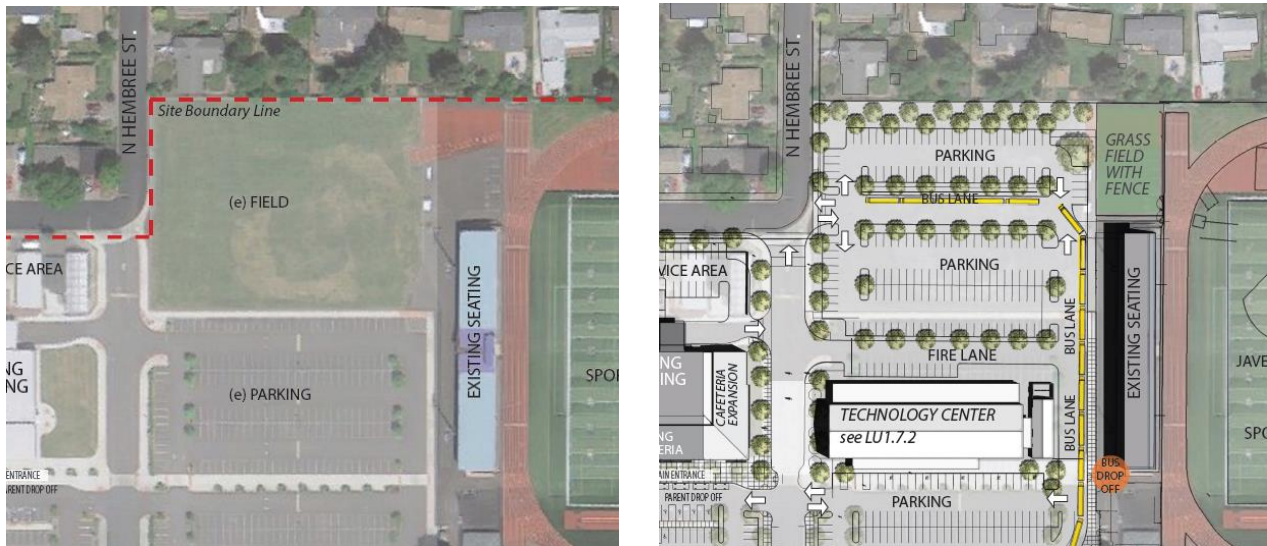 N HEMBREE ST.
Site Boundary Line
(e) FIELD
CE AREA
EXISTING SEATING
NG
NG
(e) PARKING
SPO
ENTRANCE
PARENT DROP OFF
N HEMBREE ST.
PARKING
GRASS
FIELD
WITH
FENCE
BUS LANE
VICE AREA
PARKING
BUS LANE
EXISTING SEATING
FIRE LANE
NG
ING
CAFETERIA
EXPANSION
TECHNOLOGY CENTER
see LU1.7.2
BUS LANE
JAVE
SPO
NG
ERIA
AIN ENTRANCE
PARENT DROP OFF
PARKING
BUS
DROP
OFF